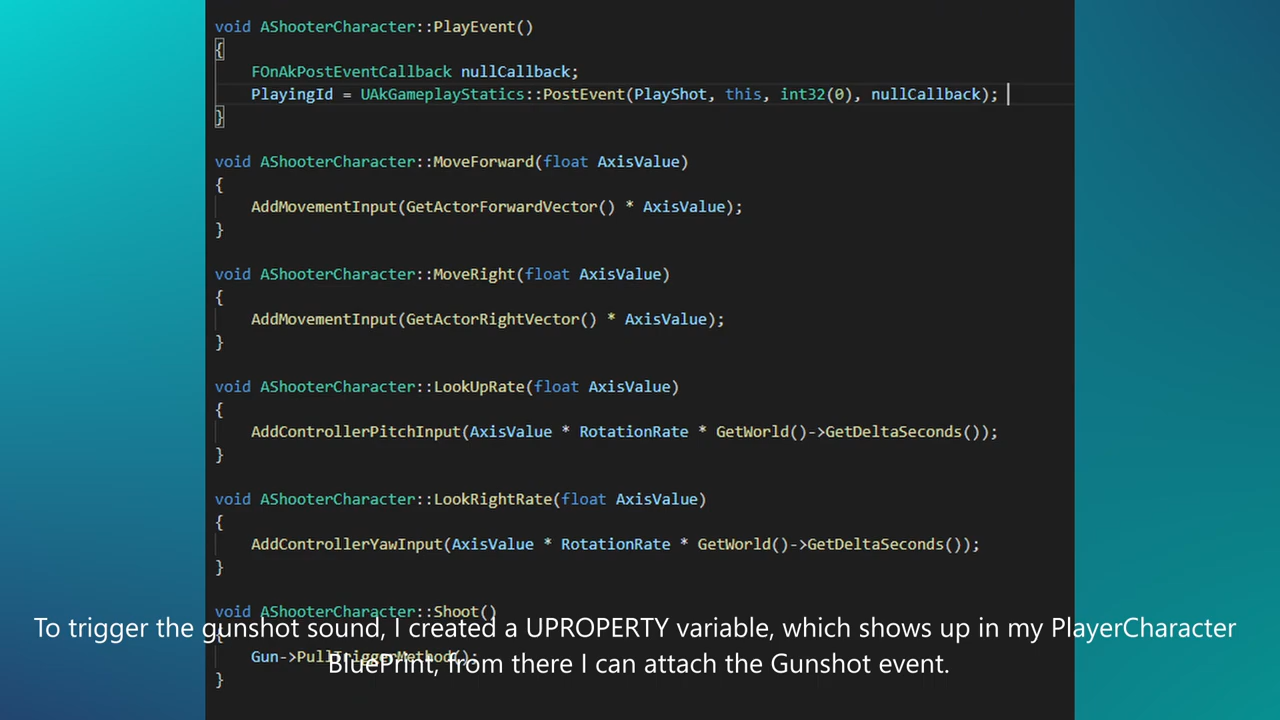 void AShooterCharacter::PlayEvent()
{
FOnAkPostEventCallback nullCallback;
PlayingId = UAkGameplayStatics::PostEvent(PlayShot, this, int32(0), nullCallback);
}
void AShooterCharacter::MoveForward(float AxisValue)
{
AddMovementInput(GetActorForwardVector() * AxisValue);
}
void AShooterCharacter::MoveRight(float AxisValue)
{
AddMovementInput(GetActorRightVector() * AxisValue);
}
void AShooterCharacter::LookUpRate(float AxisValue)
{
AddControllerPitchInput(AxisValue * RotationRate * GetWorld()->GetDeltaSeconds());
}
void AShooterCharacter::LookRightRate(float AxisValue)
{
AddControllerYawInput(AxisValue * RotationRate * GetWorld()->GetDeltaSeconds());
}
void AShooterCharacter::Shoot()
{
Gun->PullTriggerMethod();
}
To trigger the gunshot sound, I created a UPROPERTY variable, which shows up in my PlayerCharacter
BluePrint, from there I can attach the Gunshot event.